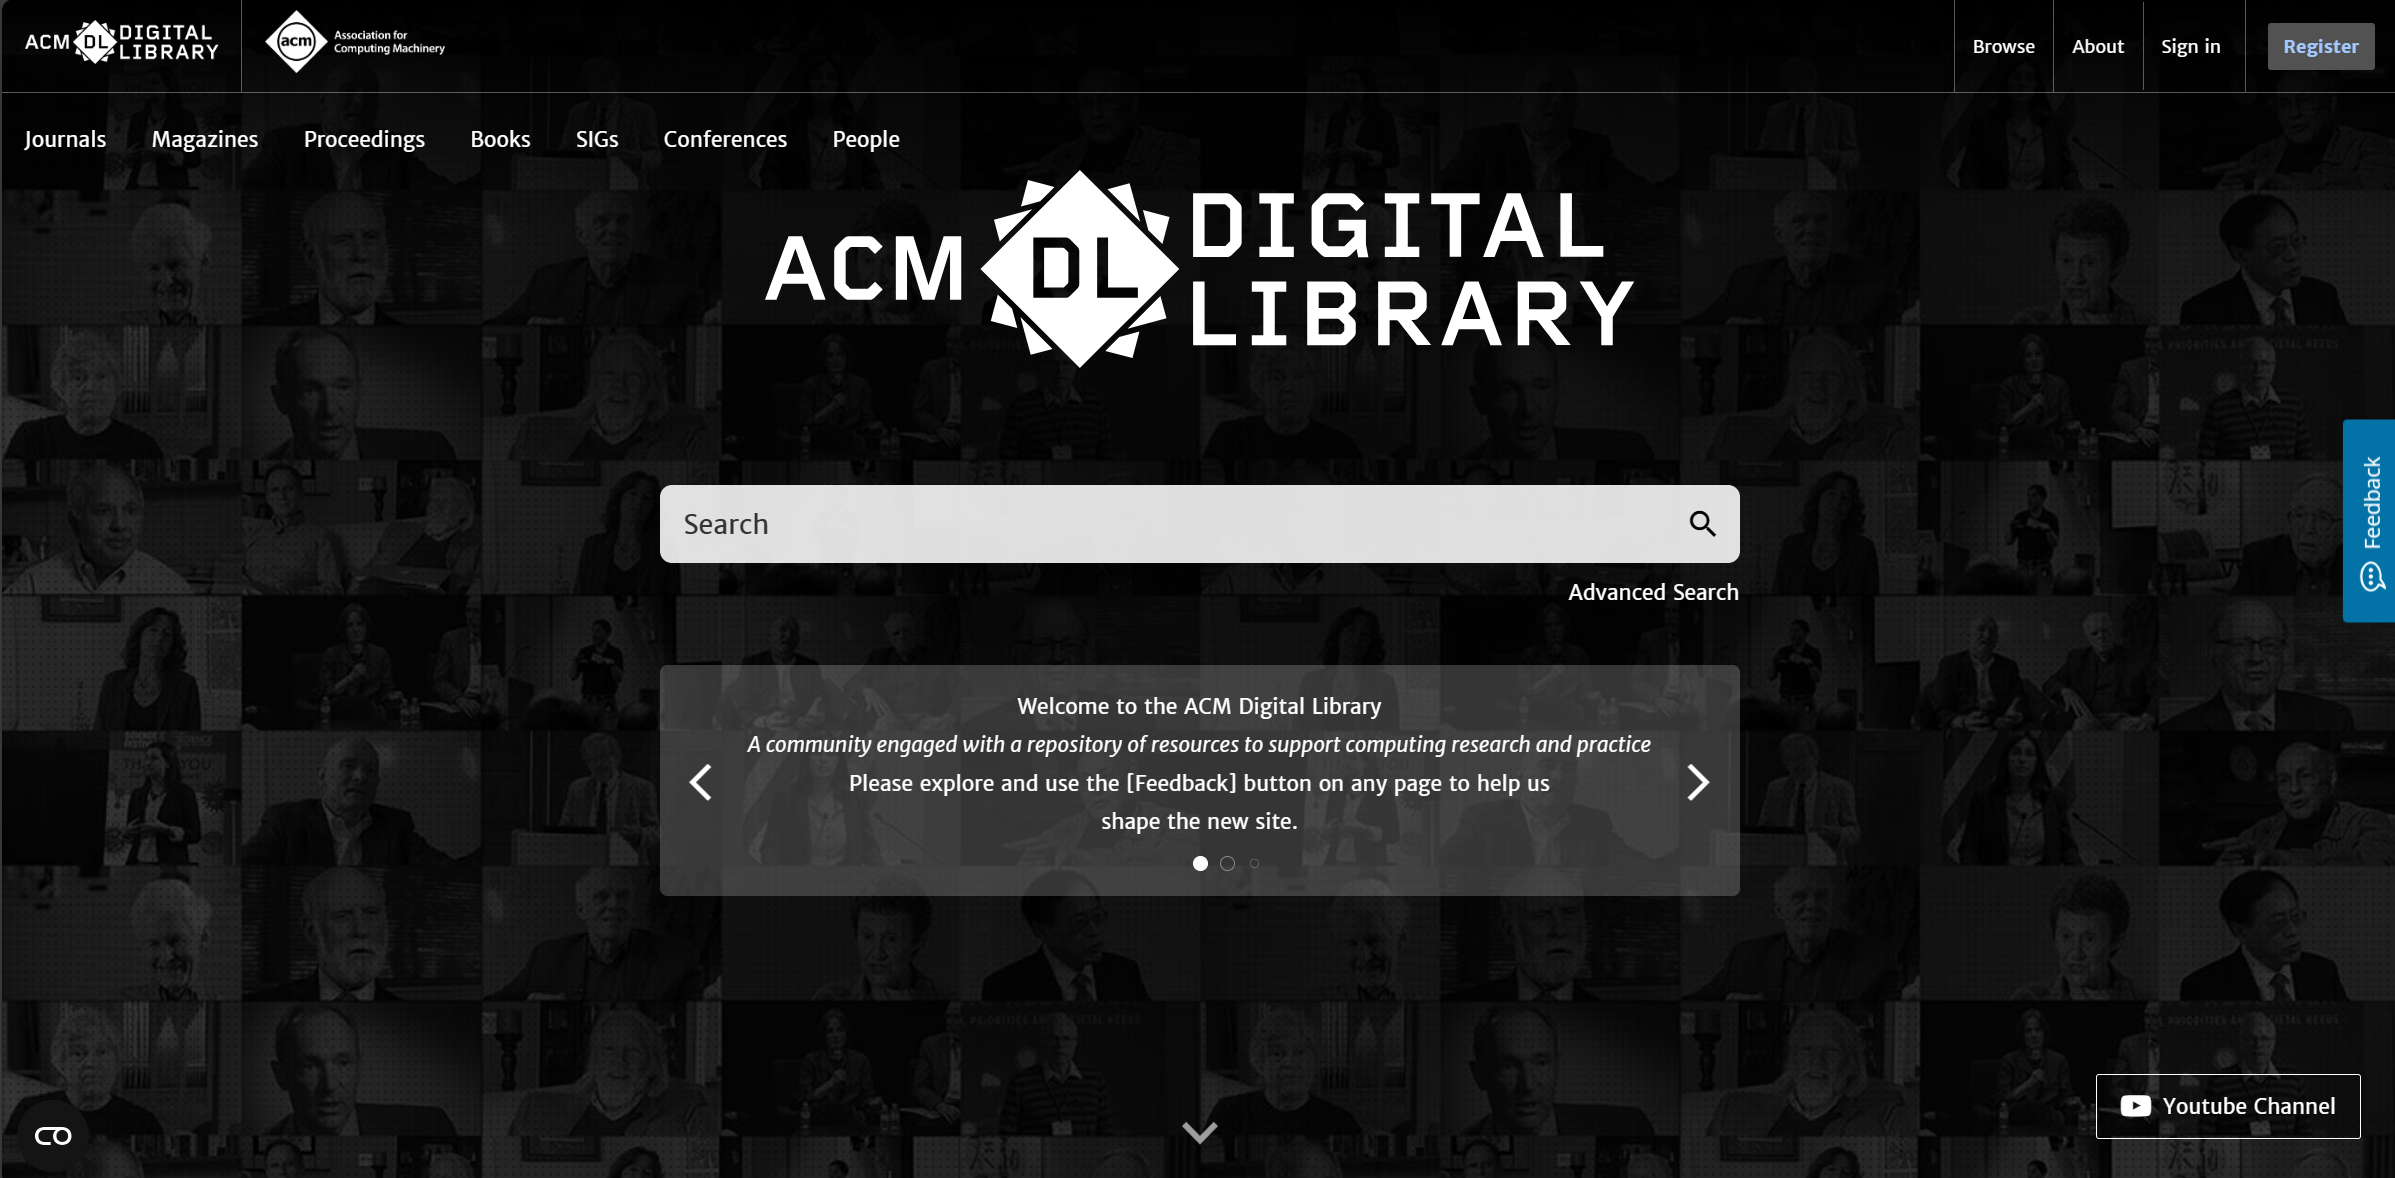 ACM DL DIGITAL LIBRARY
acm Association for
Computing Machinery
Browse
About
Sign in
Register
Journals
Magazines
Proceedings
Books
SIGs
Conferences
People
ACM DL DIGITAL
LIBRARY
Search
Advanced Search
Feedback
Welcome to the ACM Digital Library
A community engaged with a repository of resources to support computing research and practice
Please explore and use the [Feedback] button on any page to help us
shape the new site.
Youtube Channel